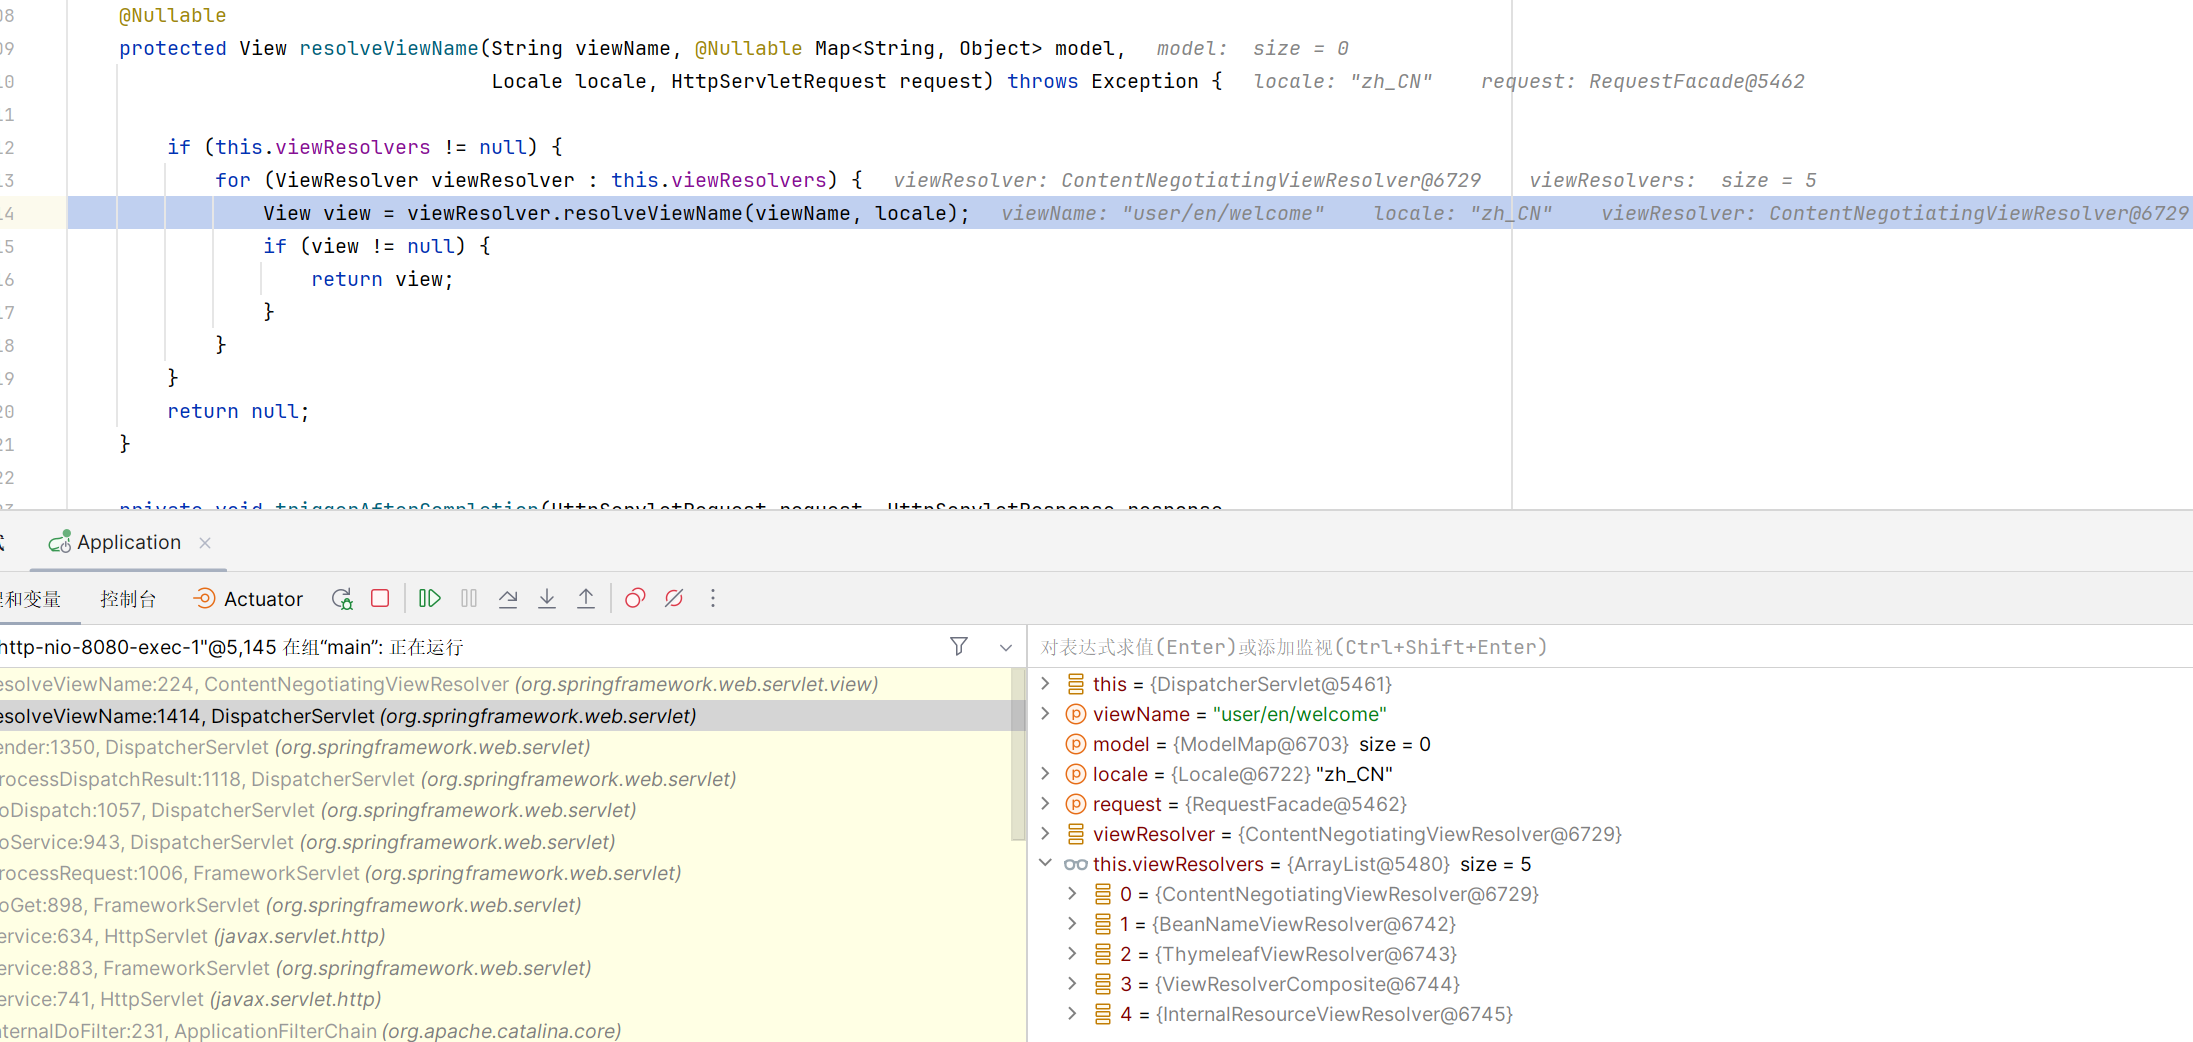 08 @Nullable
09 protected View resolveViewName(String viewName, @Nullable Map<String, Object> model, model: size = 0
10 Locale locale, HttpServletRequest request) throws Exception { locale: "zh_CN" request: RequestFacade@5462
11
12 if (this.viewResolvers != null) {
13 for (ViewResolver viewResolver : this.viewResolvers) { viewResolver: ContentNegotiatingViewResolver@6729 viewResolvers: size = 5
14 View view = viewResolver.resolveViewName(viewName, locale); viewName: "user/en/welcome" locale: "zh_CN" viewResolver: ContentNegotiatingViewResolver@6729
15 if (view != null) {
16 return view;
17 }
18 }
19 }
20 return null;
21 }
22
23 private void triggerAfterCompletion(HttpServletRequest request, HttpServletResponse response,
式 Application ×
程和变量 控制台 Actuator
http-nio-8080-exec-1"@5,145 在组“main”: 正在运行
对表达式求值(Enter)或添加监视(Ctrl+Shift+Enter)
esolveViewName:224, ContentNegotiatingViewResolver (org.springframework.web.servlet.view)
esolveViewName:1414, DispatcherServlet (org.springframework.web.servlet)
ender:1350, DispatcherServlet (org.springframework.web.servlet)
rocessDispatchResult:1118, DispatcherServlet (org.springframework.web.servlet)
oDispatch:1057, DispatcherServlet (org.springframework.web.servlet)
oService:943, DispatcherServlet (org.springframework.web.servlet)
rocessRequest:1006, FrameworkServlet (org.springframework.web.servlet)
oGet:898, FrameworkServlet (org.springframework.web.servlet)
ervice:634, HttpServlet (javax.servlet.http)
ervice:883, FrameworkServlet (org.springframework.web.servlet)
ervice:741, HttpServlet (javax.servlet.http)
nternalDoFilter:231, ApplicationFilterChain (org.apache.catalina.core)
this = {DispatcherServlet@5461}
viewName = "user/en/welcome"
model = {ModelMap@6703} size = 0
locale = {Locale@6722} "zh_CN"
request = {RequestFacade@5462}
viewResolver = {ContentNegotiatingViewResolver@6729}
this.viewResolvers = {ArrayList@5480} size = 5
0 = {ContentNegotiatingViewResolver@6729}
1 = {BeanNameViewResolver@6742}
2 = {ThymeleafViewResolver@6743}
3 = {ViewResolverComposite@6744}
4 = {InternalResourceViewResolver@6745}